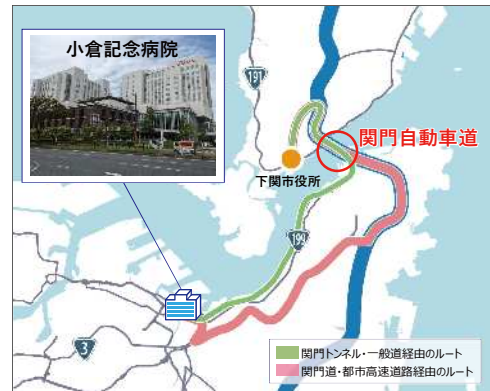 小倉記念病院
191
関門自動車道
下関市役所
199
3
関門トンネル・一般道経由のルート
関門道・都市高速道路経由のルート